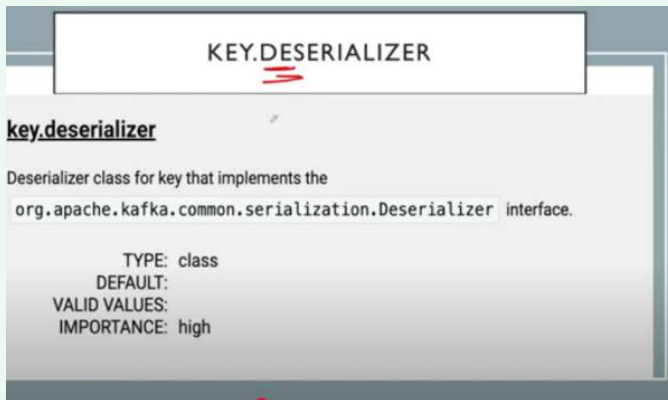 KEY.DESERIALIZER
key.deserializer
Deserializer class for key that implements the
org.apache.kafka.common.serialization.Deserializer interface.
TYPE: class
DEFAULT:
VALID VALUES:
IMPORTANCE: high